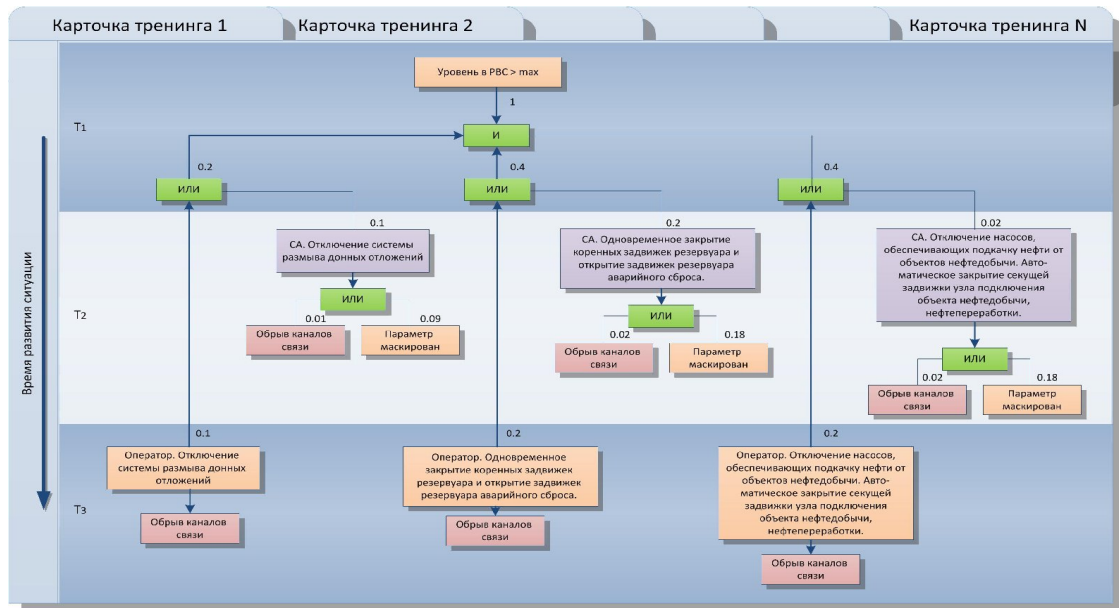 Карточка тренинга 1
Карточка тренинга 2
Карточка тренинга N
Время развития ситуации
T1
Уровень в РВС > max
1
И
0.2
0.4
0.4
ИЛИ
ИЛИ
ИЛИ
T2
0.1
СА. Отключение системы
размыва данных отложений
ИЛИ
0.01
0.09
Обрыв каналов
связи
Параметр
маскирован
0.2
СА. Одновременное закрытие
коренных задвижек резервуара и
открытие задвижек резервуара
аварийного сброса.
ИЛИ
0.02
0.18
Обрыв каналов
связи
Параметр
маскирован
0.02
СА. Отключение насосов,
обеспечивающих подкачку нефти от
объектов нефтедобычи. Авто-
матическое закрытие секущей
задвижки узла подключения
объекта нефтедобычи,
нефтепереработки.
ИЛИ
0.02
0.18
Обрыв каналов
связи
Параметр
маскирован
T3
0.1
Оператор. Отключение
системы размыва данных
отложений
Обрыв каналов
связи
0.2
Оператор. Одновременное
закрытие коренных задвижек
резервуара и открытие задвижек
резервуара аварийного сброса.
Обрыв каналов
связи
0.2
Оператор. Отключение насосов,
обеспечивающих подкачку нефти от
объектов нефтедобычи. Авто-
матическое закрытие секущей
задвижки узла подключения
объекта нефтедобычи,
нефтепереработки.
Обрыв каналов
связи